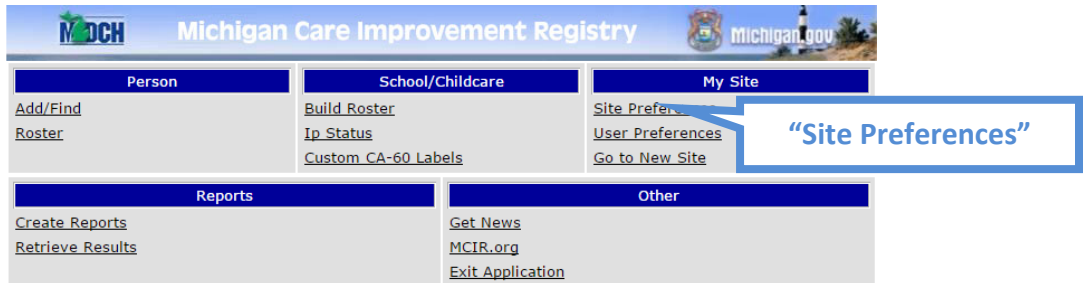 MDCH Michigan Care Improvement Registry Michigan.gov
Person School/Childcare My Site
Add/Find Build Roster Site Preferences
Roster Ip Status User Preferences
Custom CA-60 Labels Go to New Site
“Site Preferences”
Reports Other
Create Reports Get News
Retrieve Results MCIR.org
Exit Application